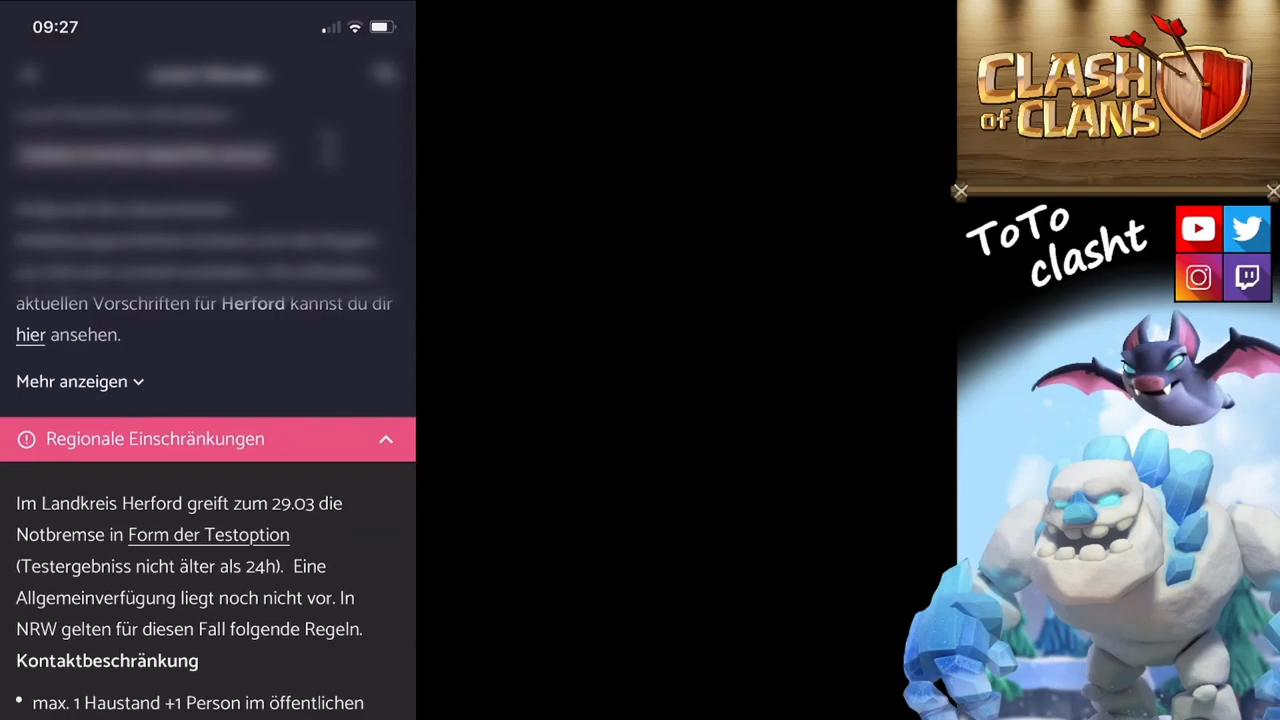 09:27
aktuellen Vorschriften für Herford kannst du dir
hier ansehen.
Mehr anzeigen
Regionale Einschränkungen
Im Landkreis Herford greift zum 29.03 die
Notbremse in Form der Testoption
(Testergebniss nicht älter als 24h). Eine
Allgemeinverfügung liegt noch nicht vor. In
NRW gelten für diesen Fall folgende Regeln.
Kontaktbeschränkung
• max. 1 Haustand +1 Person im öffentlichen
CLASH
of CLANS
ToTo
clasht